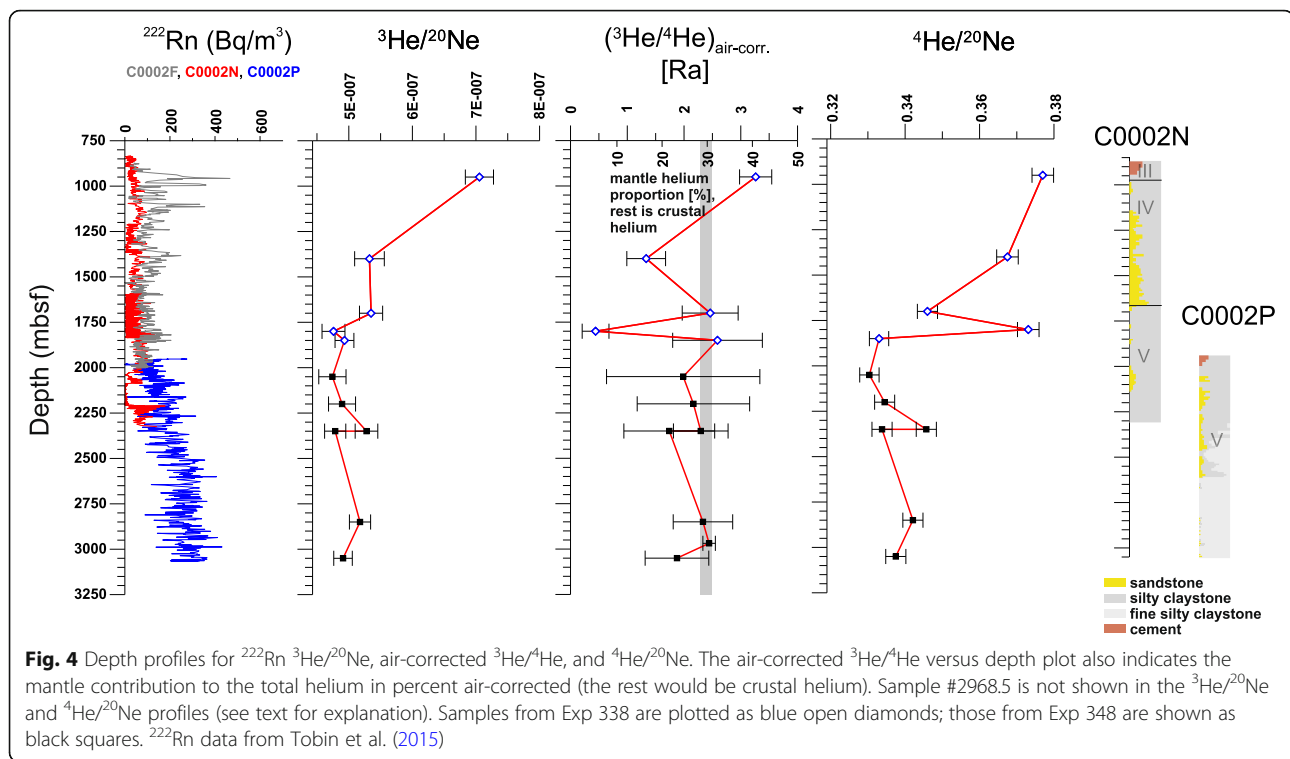 ²²²Rn (Bq/m³)
C0002F, C0002N, C0002P
0 200 400 600
³He/²⁰Ne
5E-007 6E-007 7E-007 8E-007
(³He/⁴He)air-corr.
[Ra]
0 1 2 3 4
10 20 30 40 50
mantle helium
proportion [%],
rest is crustal
helium
⁴He/²⁰Ne
0.32 0.34 0.36 0.38
Depth (mbsf)
750
1000
1250
1500
1750
2000
2250
2500
2750
3000
3250
C0002N
III
IV
V
C0002P
V
sandstone
silty claystone
fine silty claystone
cement
Fig. 4 Depth profiles for ²²²Rn ³He/²⁰Ne, air-corrected ³He/⁴He, and ⁴He/²⁰Ne. The air-corrected ³He/⁴He versus depth plot also indicates the
mantle contribution to the total helium in percent air-corrected (the rest would be crustal helium). Sample #2968.5 is not shown in the ³He/²⁰Ne
and ⁴He/²⁰Ne profiles (see text for explanation). Samples from Exp 338 are plotted as blue open diamonds; those from Exp 348 are shown as
black squares. ²²²Rn data from Tobin et al. (2015)